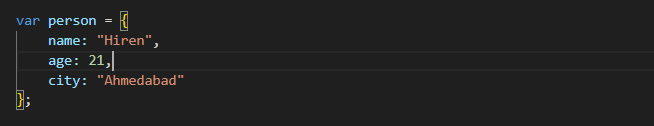 var person = {
    name: "Hiren",
    age: 21,
    city: "Ahmedabad"
};